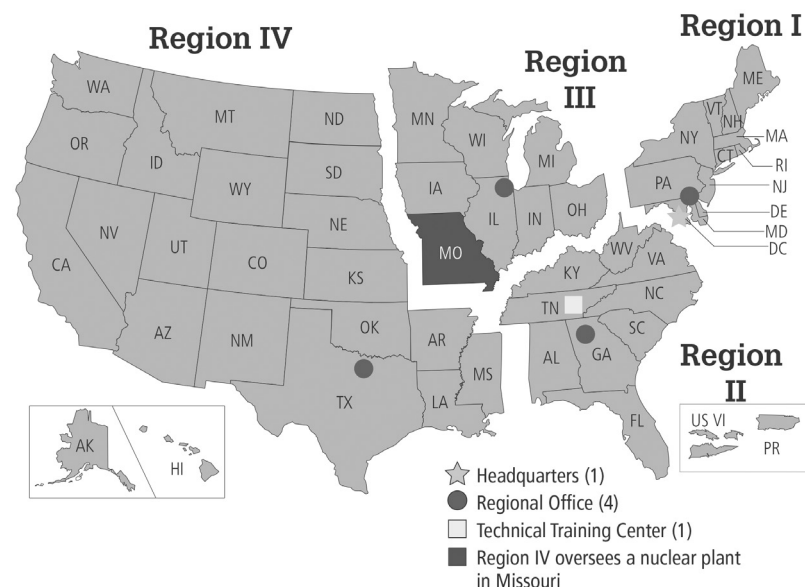 Region IV
Region I
Region
III
WA
MT
ND
MN
OR
ID
SD
WI
MI
ME
VT
NH
NY
MA
CT
RI
WY
IA
PA
NJ
NE
IL
IN
OH
DE
MD
DC
NV
UT
CO
CA
KS
MO
WV
VA
KY
NC
TN
AZ
NM
OK
AR
SC
TX
LA
MS
AL
GA
Region
II
FL
AK
HI
US VI
PR
Headquarters (1)
Regional Office (4)
Technical Training Center (1)
Region IV oversees a nuclear plant
in Missouri